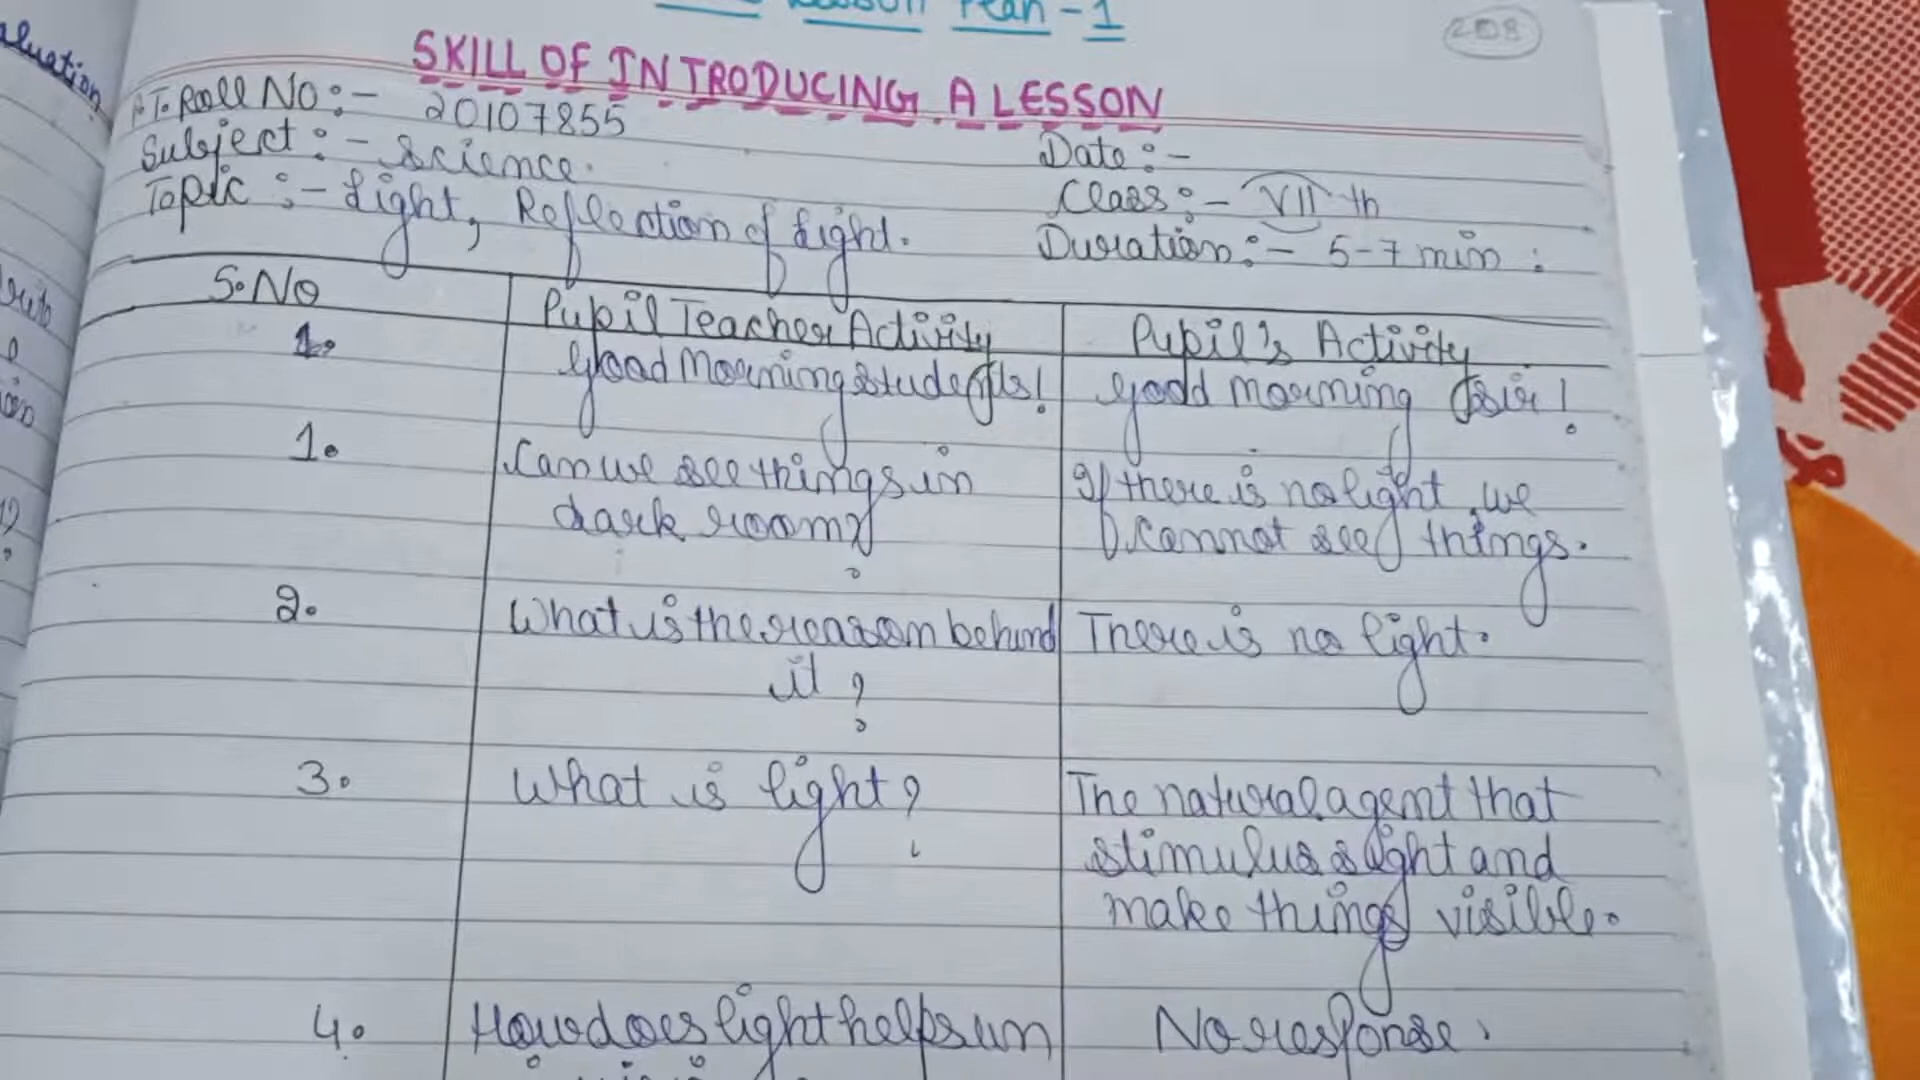 Lesson Plan - 1
208
SKILL OF INTRODUCING A LESSON
P.T. Roll No :- 20107855
Date :-
Subject :- Science.
Class :- VII th
Topic :- Light, Reflection of Light.
Duration :- 5-7 min :
S.No
Pupil Teacher Activity
Pupil's Activity
1.
Good Morning students!
Good Morning sir!
1.
Can we see things in
dark room?
If there is no light, we
cannot see things.
2.
What is the reason behind
it?
There is no light.
3.
What is light?
The natural agent that
stimulus sight and
make things visible.
4.
How does light helps un
No response.